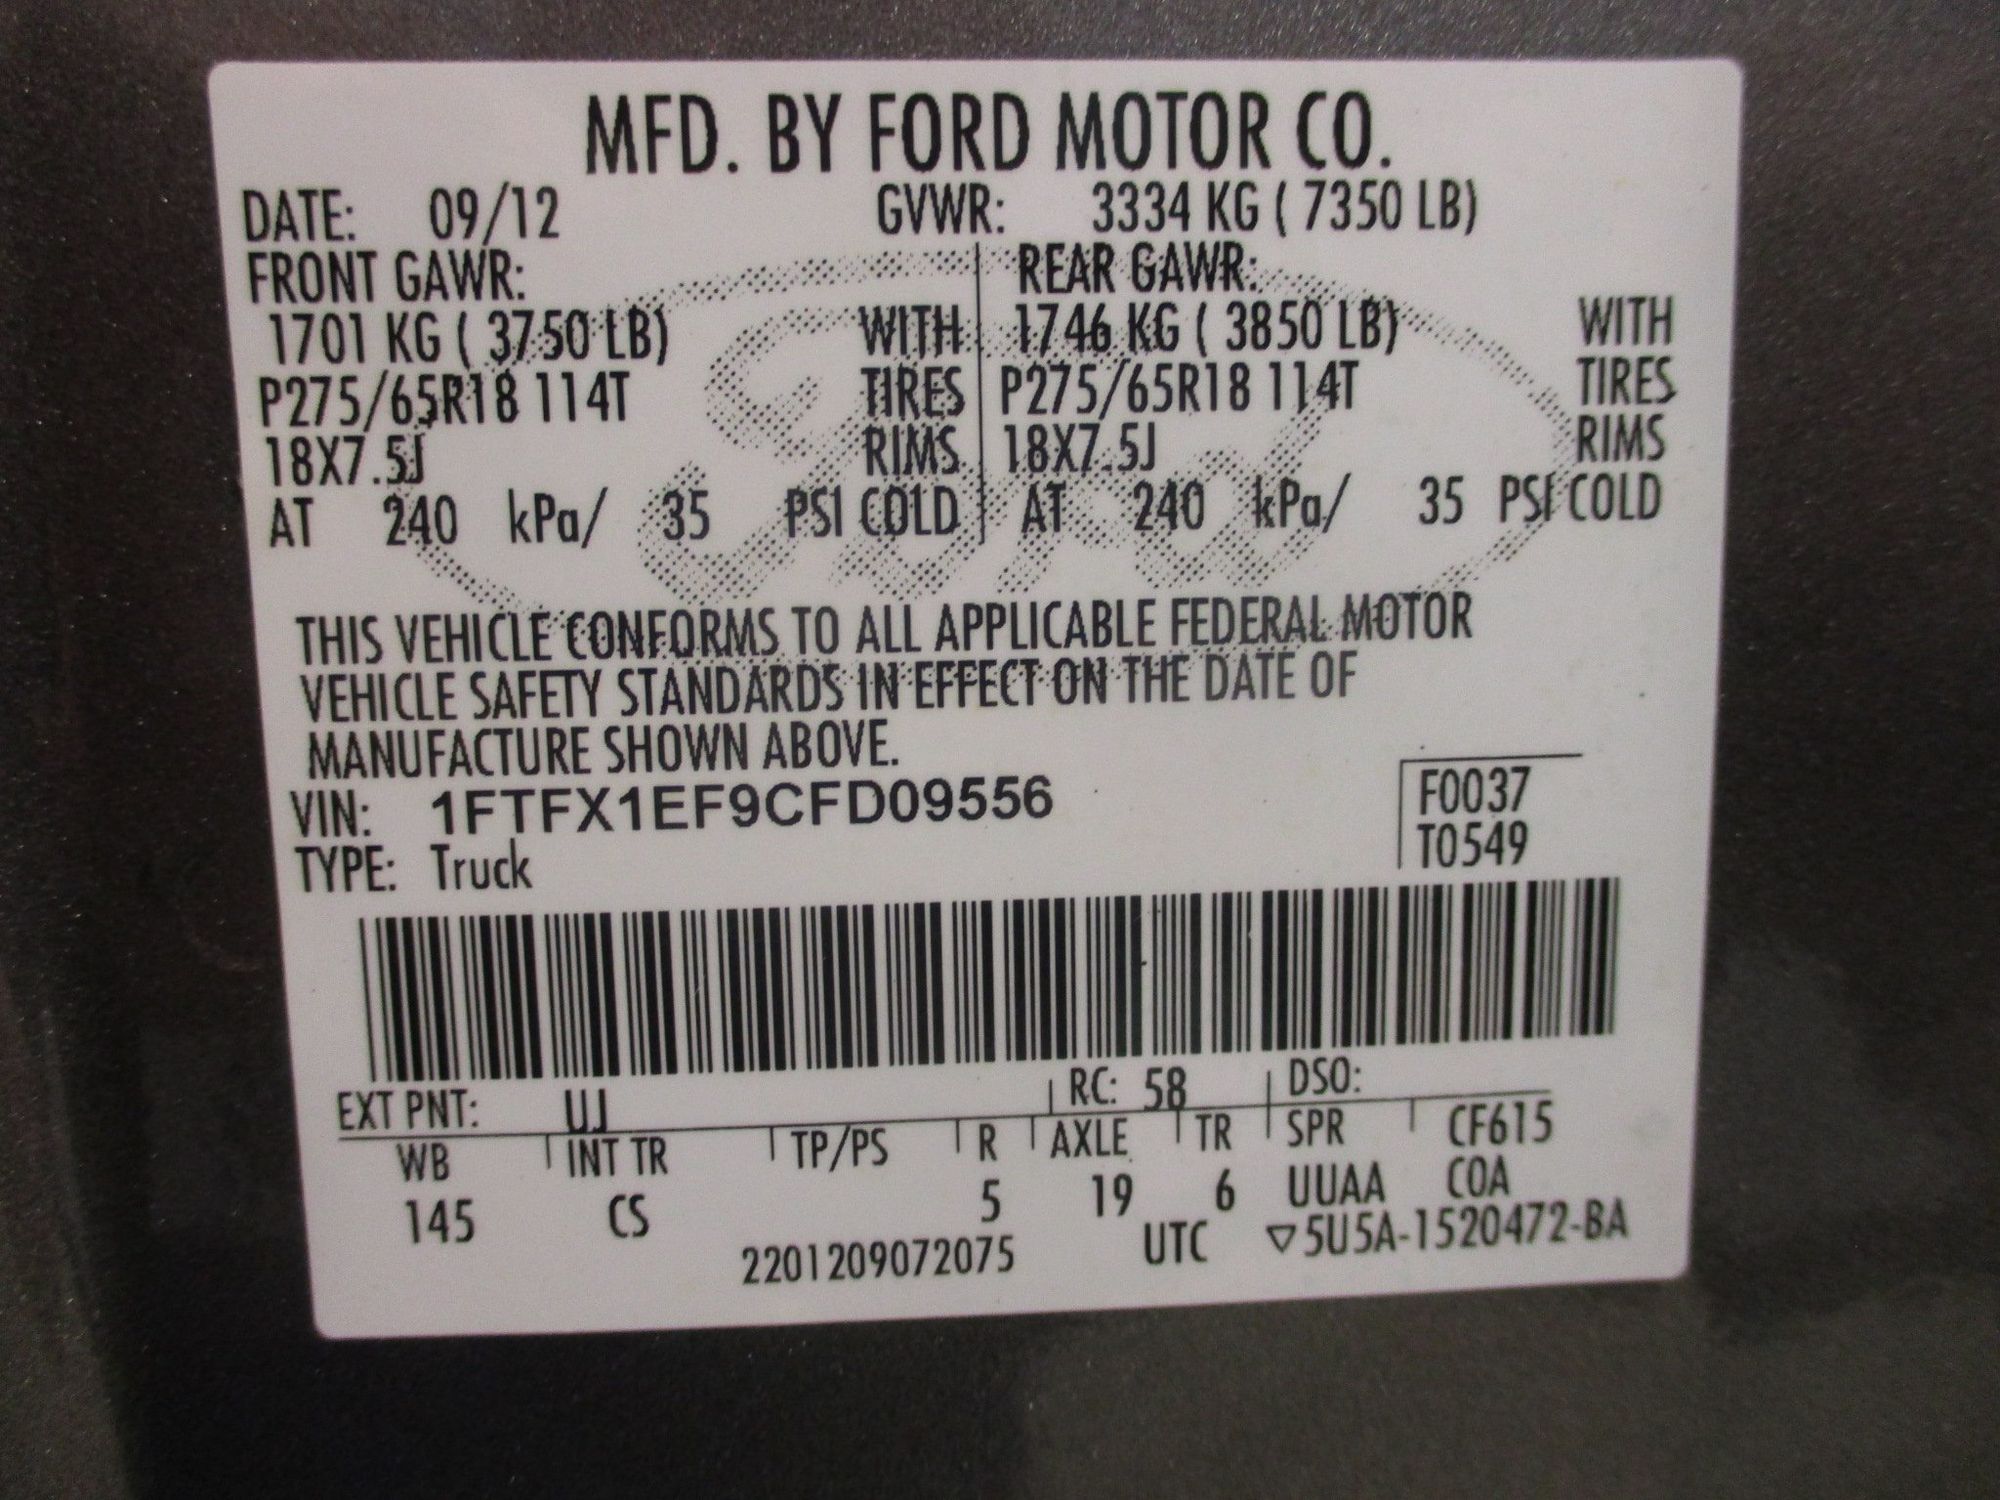 MFD. BY FORD MOTOR CO.
DATE: 09/12 GVWR: 3334 KG ( 7350 LB)
FRONT GAWR: REAR GAWR:
1701 KG ( 3750 LB) WITH 1746 KG ( 3850 LB) WITH
P275/65R18 114T TIRES P275/65R18 114T TIRES
18X7.5J RIMS 18X7.5J RIMS
AT 240 kPa/ 35 PSI COLD AT 240 kPa/ 35 PSI COLD
Ford
THIS VEHICLE CONFORMS TO ALL APPLICABLE FEDERAL MOTOR
VEHICLE SAFETY STANDARDS IN EFFECT ON THE DATE OF
MANUFACTURE SHOWN ABOVE.
VIN: 1FTFX1EF9CFD09556 F0037
TYPE: Truck T0549
EXT PNT: UJ RC: 58 DSO:
WB INT TR TP/PS R AXLE TR SPR CF615
145 CS 5 19 6 UUAA COA
2201209072075 UTC ▽5U5A-1520472-BA